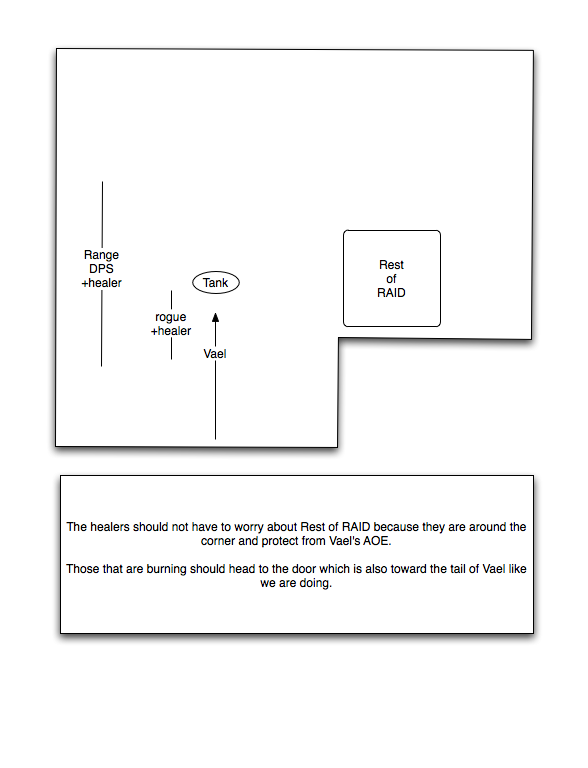 Range
DPS
+healer
Tank
Rest
of
RAID
rogue
+healer
Vael
The healers should not have to worry about Rest of RAID because they are around the
corner and protect from Vael's AOE.
Those that are burning should head to the door which is also toward the tail of Vael like
we are doing.